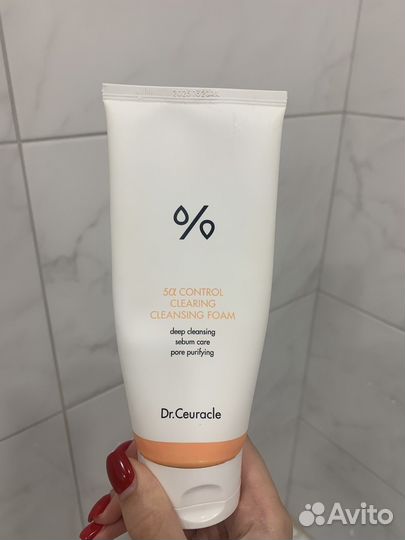 %
5α CONTROL
CLEARING
CLEANSING FOAM
deep cleansing
sebum care
pore purifying
Dr.Ceuracle
Avito